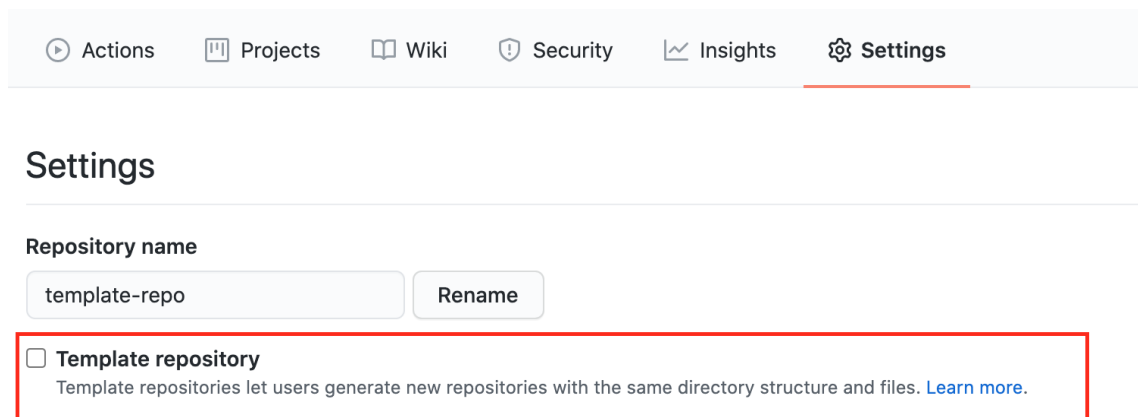 Actions Projects Wiki Security Insights Settings
Settings
Repository name
template-repo Rename
Template repository
Template repositories let users generate new repositories with the same directory structure and files. Learn more.